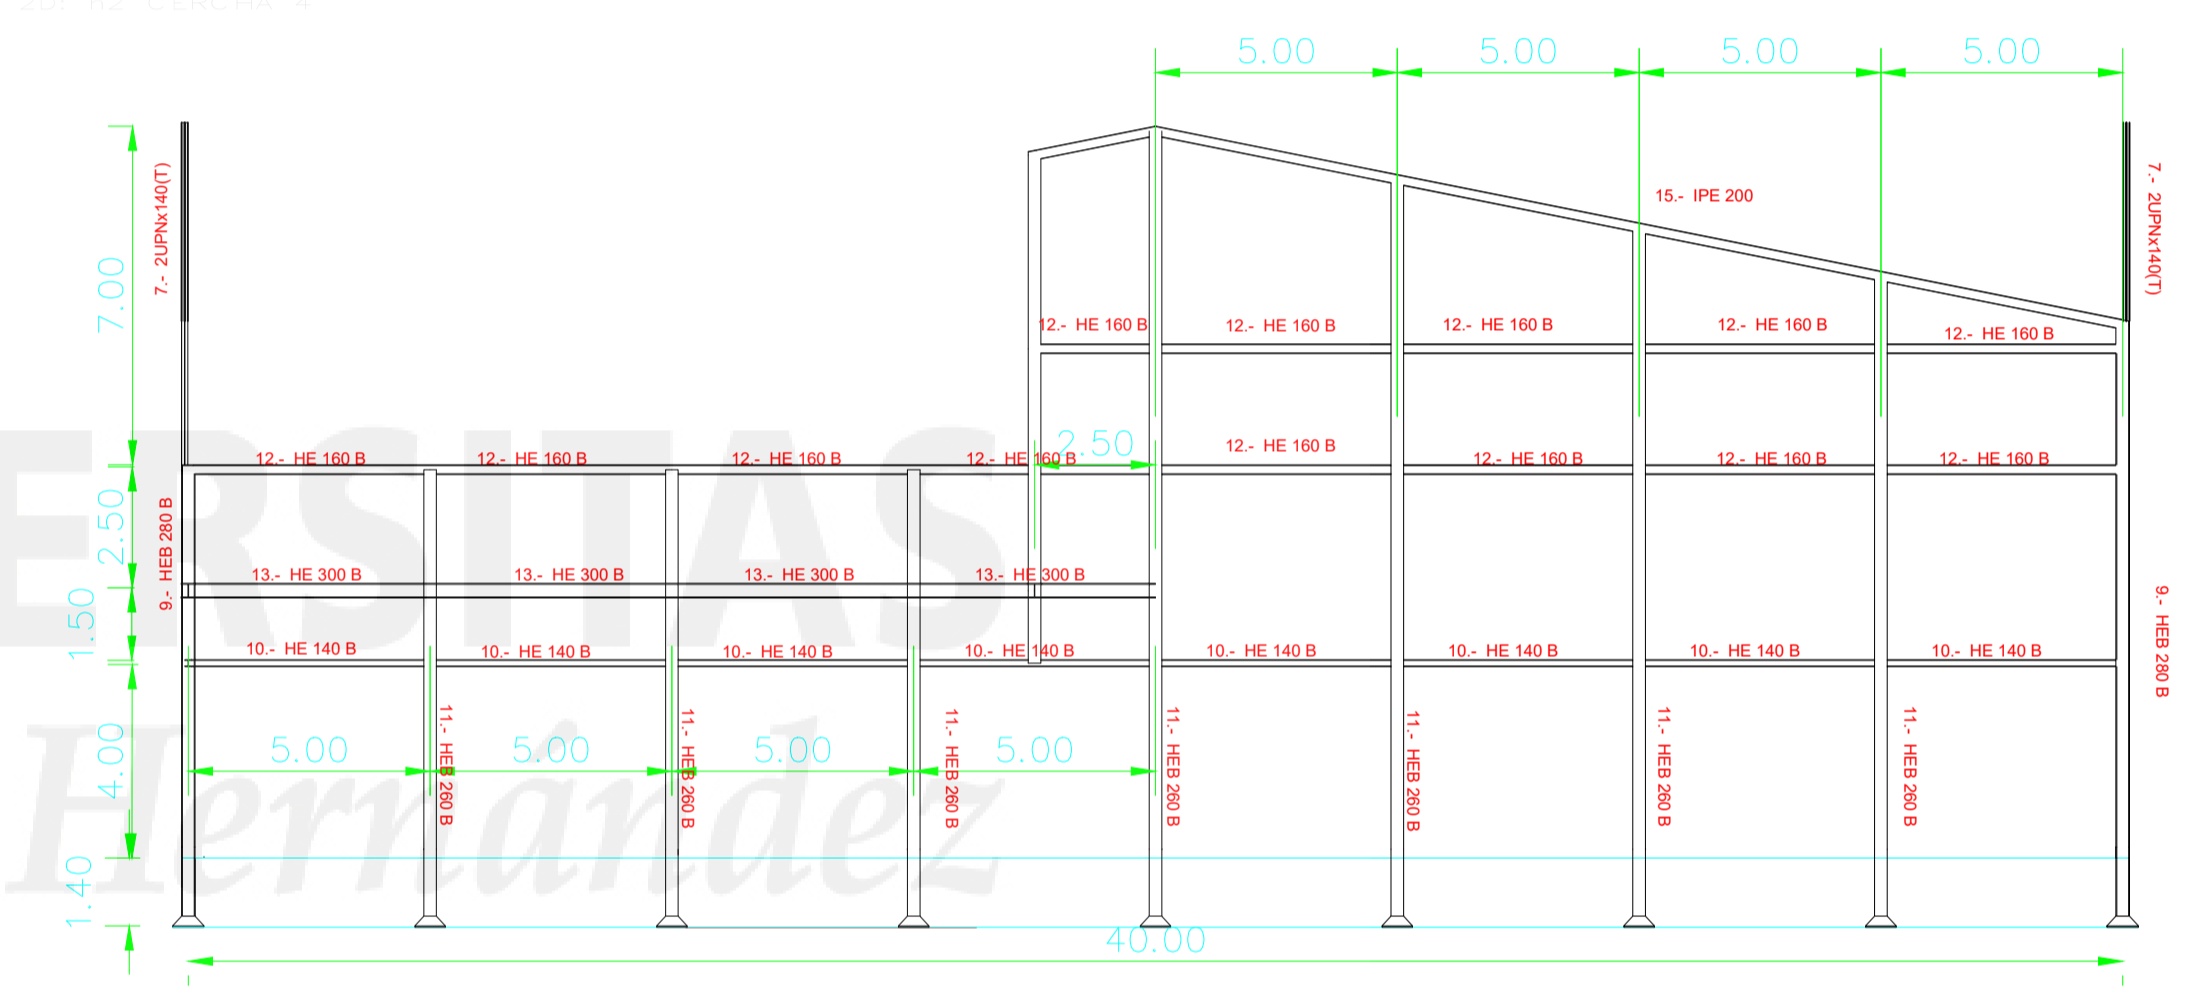 2D: n2 CERCHA 4
5.00 5.00 5.00 5.00
7.- 2UPNx140(T)
7.- 2UPNx140(T)
15.- IPE 200
7.00
12.- HE 160 B 12.- HE 160 B 12.- HE 160 B 12.- HE 160 B 12.- HE 160 B
2.50
12.- HE 160 B
12.- HE 160 B 12.- HE 160 B 12.- HE 160 B 12.- HE 160 B 12.- HE 160 B 12.- HE 160 B 12.- HE 160 B
ERSITAS
2.50
9.- HEB 280 B
13.- HE 300 B 13.- HE 300 B 13.- HE 300 B 13.- HE 300 B
1.50
9.- HEB 280 B
10.- HE 140 B 10.- HE 140 B 10.- HE 140 B 10.- HE 140 B 10.- HE 140 B 10.- HE 140 B 10.- HE 140 B 10.- HE 140 B
4.00
5.00 5.00 5.00 5.00
11.- HEB 260 B
11.- HEB 260 B
11.- HEB 260 B
11.- HEB 260 B
11.- HEB 260 B
11.- HEB 260 B
11.- HEB 260 B
Hernández
1.40
40.00